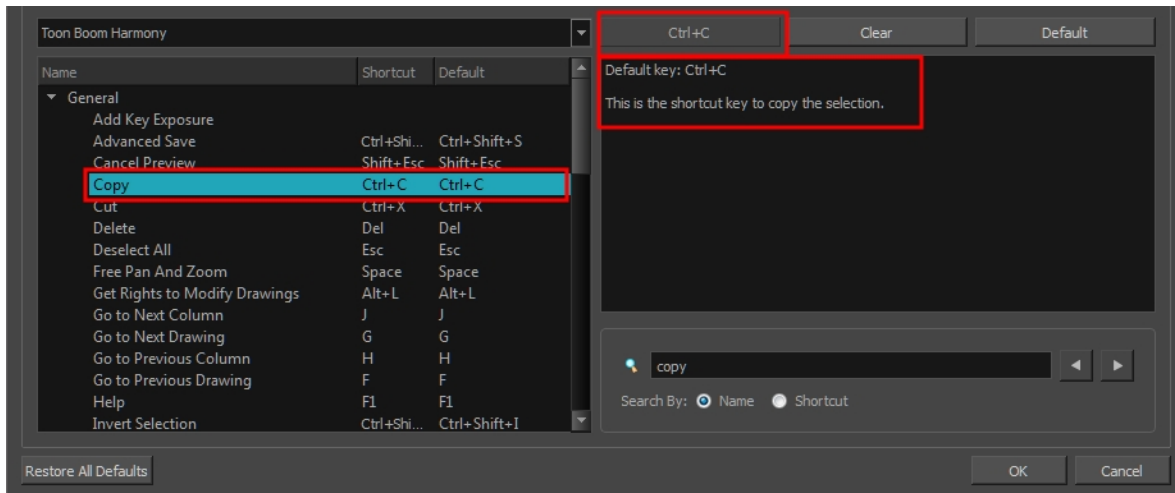 Toon Boom Harmony
Ctrl+C Clear Default
Name Shortcut Default
General
Add Key Exposure
Advanced Save Ctrl+Shi... Ctrl+Shift+S
Cancel Preview Shift+Esc Shift+Esc
Copy Ctrl+C Ctrl+C
Cut Ctrl+X Ctrl+X
Delete Del Del
Deselect All Esc Esc
Free Pan And Zoom Space Space
Get Rights to Modify Drawings Alt+L Alt+L
Go to Next Column J J
Go to Next Drawing G G
Go to Previous Column H H
Go to Previous Drawing F F
Help F1 F1
Invert Selection Ctrl+Shi... Ctrl+Shift+I
Default key: Ctrl+C
This is the shortcut key to copy the selection.
copy
Search By: Name Shortcut
Restore All Defaults
OK Cancel